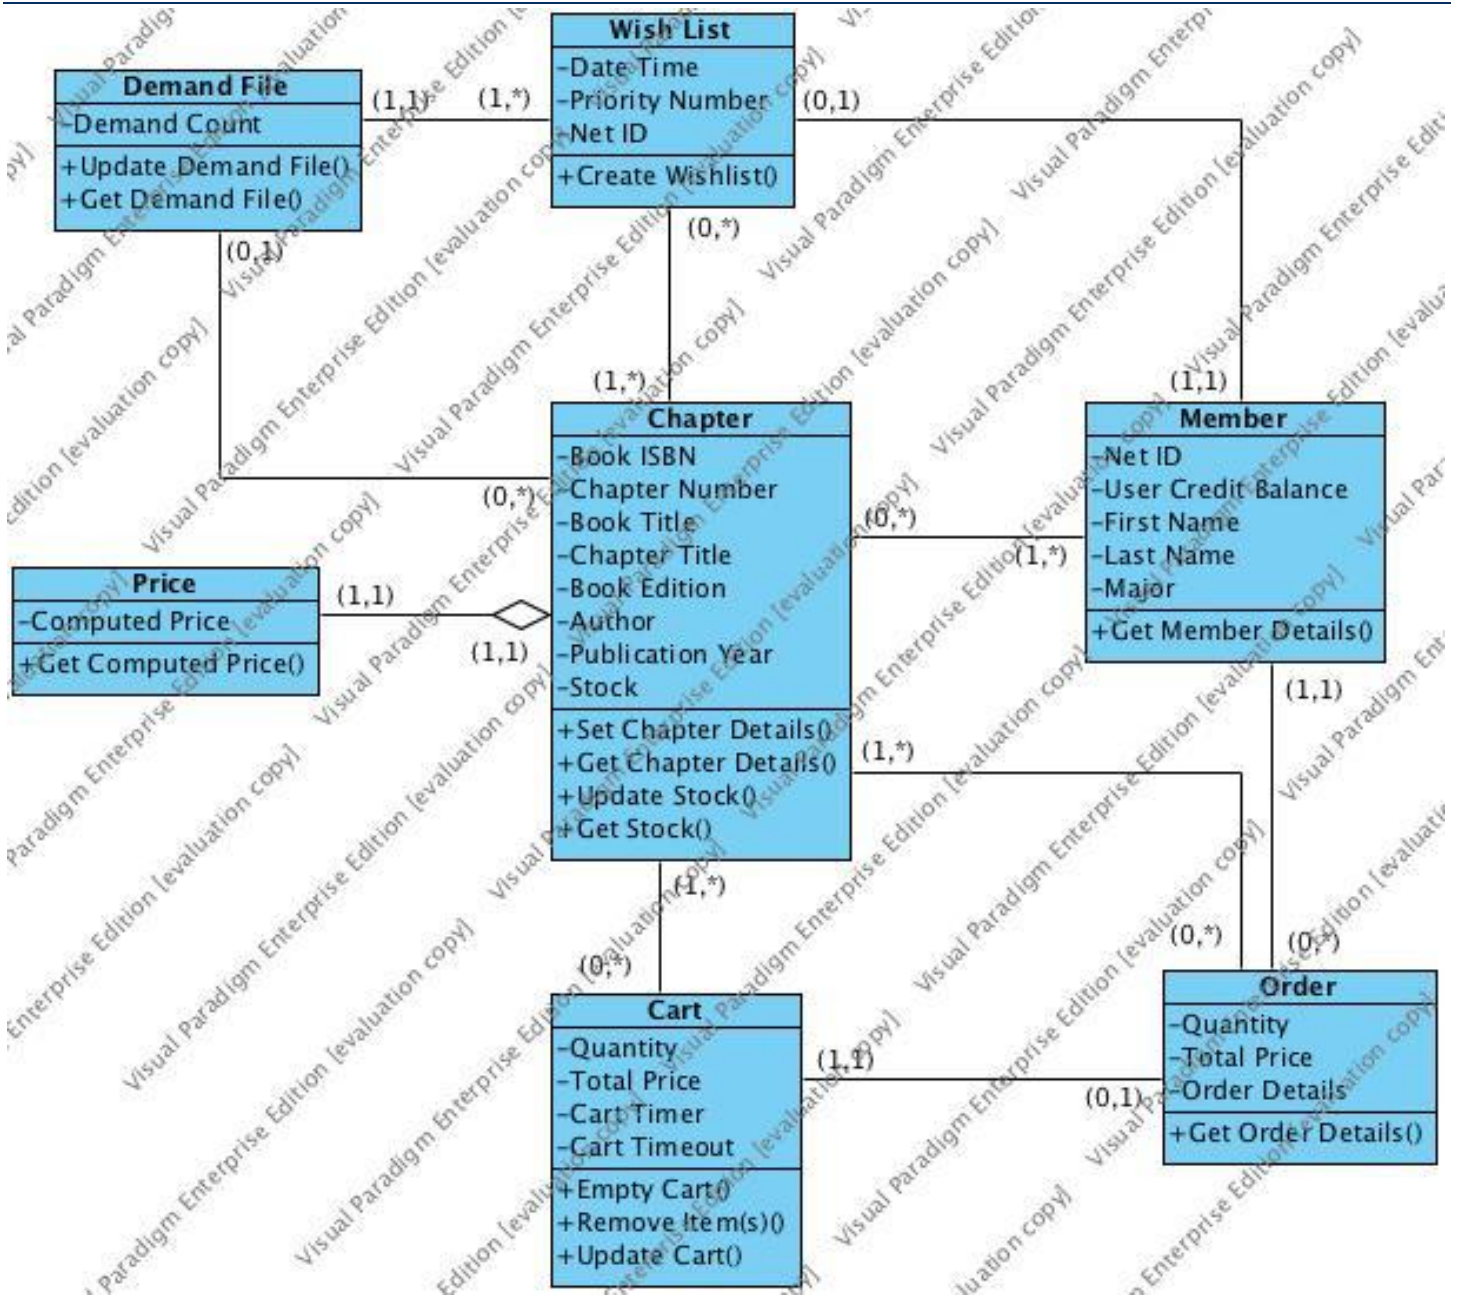 Wish List
-Date Time
-Priority Number
-Net ID
+Create Wishlist()
(0,1)
(0,*)
Demand File
-Demand Count
+Update Demand File()
+Get Demand File()
(1,1)
(1,*)
(0,1)
(1,*)
Chapter
-Book ISBN
-Chapter Number
-Book Title
-Chapter Title
-Book Edition
-Author
-Publication Year
-Stock
+Set Chapter Details()
+Get Chapter Details()
+Update Stock()
+Get Stock()
(0,*)
(0,*)
(1,*)
(1,1)
Member
-Net ID
-User Credit Balance
-First Name
-Last Name
-Major
+Get Member Details()
(1,1)
Price
-Computed Price
+Get Computed Price()
(1,1)
(1,1)
(1,*)
(1,*)
(0,*)
(0,*)
(0,*)
Cart
-Quantity
-Total Price
-Cart Timer
-Cart Timeout
+Empty Cart()
+Remove Item(s)()
+Update Cart()
(1,1)
(0,1)
Order
-Quantity
-Total Price
-Order Details
+Get Order Details()
Visual Paradigm Enterprise Edition [evaluation copy]